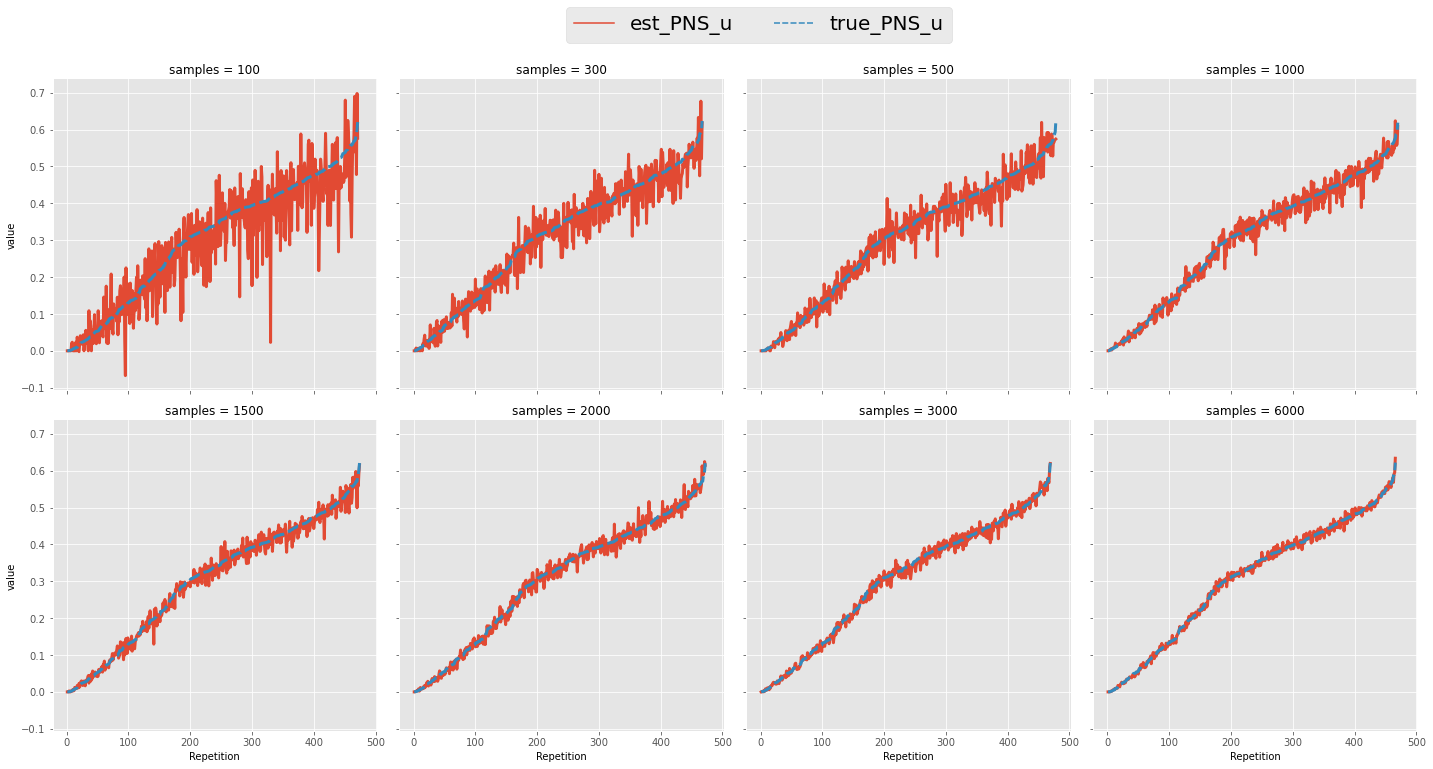 est_PNS_u true_PNS_u
samples = 100 samples = 300 samples = 500 samples = 1000
0.7
0.6
0.5
0.4
0.3
0.2
0.1
0.0
−0.1
value
samples = 1500 samples = 2000 samples = 3000 samples = 6000
0.7
0.6
0.5
0.4
0.3
0.2
0.1
0.0
−0.1
value
0 100 200 300 400 500 0 100 200 300 400 500 0 100 200 300 400 500 0 100 200 300 400 500
Repetition Repetition Repetition Repetition